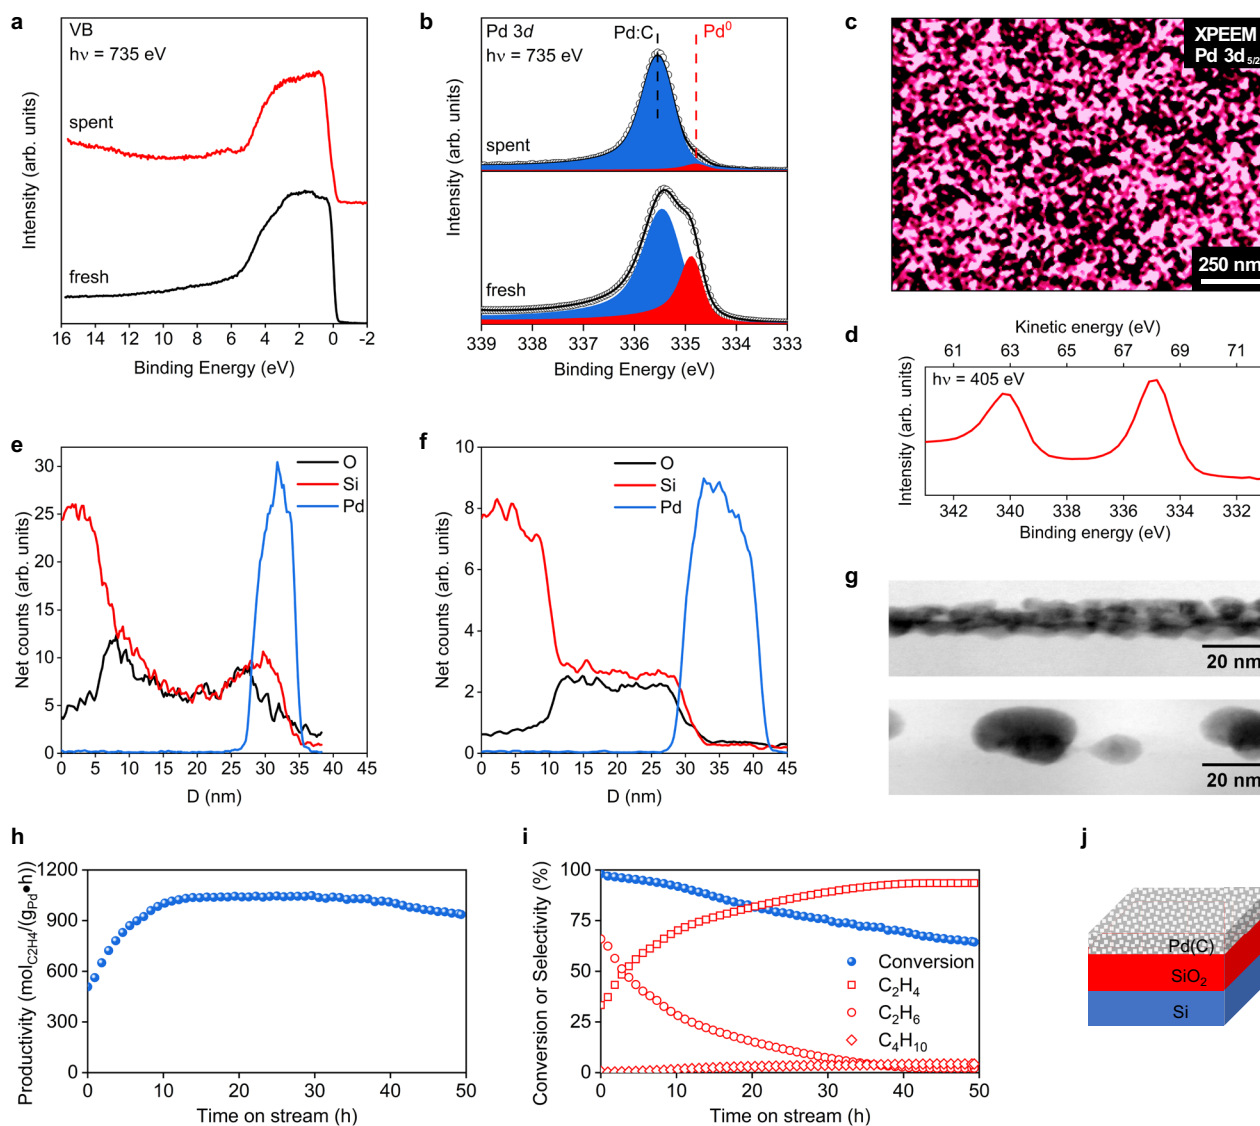 a
VB
hν = 735 eV
spent
fresh
Intensity (arb. units)
16 14 12 10 8 6 4 2 0 -2
Binding Energy (eV)
b
Pd 3d
hν = 735 eV
Pd:C
Pd⁰
spent
fresh
Intensity (arb. units)
339 338 337 336 335 334 333
Binding Energy (eV)
c
XPEEM
Pd 3d5/2
250 nm
d
Kinetic energy (eV)
61 63 65 67 69 71
hν = 405 eV
Intensity (arb. units)
342 340 338 336 334 332
Binding energy (eV)
e
O
Si
Pd
Net counts (arb. units)
30
25
20
15
10
5
0
0 5 10 15 20 25 30 35 40 45
D (nm)
f
O
Si
Pd
Net counts (arb. units)
10
8
6
4
2
0
0 5 10 15 20 25 30 35 40 45
D (nm)
g
20 nm
20 nm
h
Productivity (mol_C2H4/(g_Pd●h))
1200
900
600
300
0
0 10 20 30 40 50
Time on stream (h)
i
Conversion or Selectivity (%)
100
75
50
25
0
Conversion
C₂H₄
C₂H₆
C₄H₁₀
0 10 20 30 40 50
Time on stream (h)
j
Pd(C)
SiO₂
Si